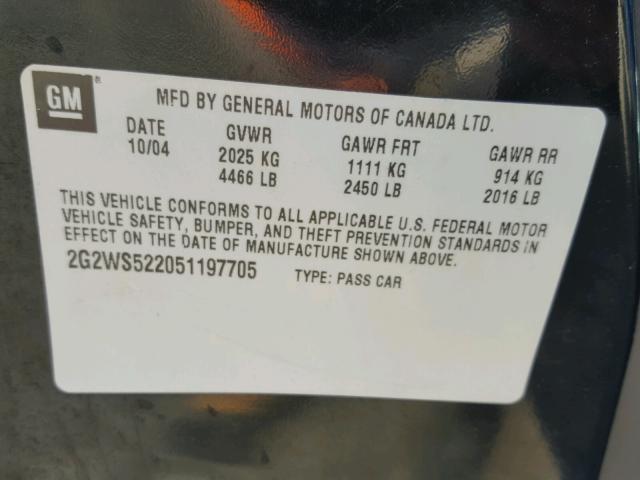 GM®
MFD BY GENERAL MOTORS OF CANADA LTD.
DATE GVWR GAWR FRT GAWR RR
10/04 2025 KG 1111 KG 914 KG
4466 LB 2450 LB 2016 LB
THIS VEHICLE CONFORMS TO ALL APPLICABLE U.S. FEDERAL MOTOR
VEHICLE SAFETY, BUMPER, AND THEFT PREVENTION STANDARDS IN
EFFECT ON THE DATE OF MANUFACTURE SHOWN ABOVE.
2G2WS522051197705 TYPE: PASS CAR